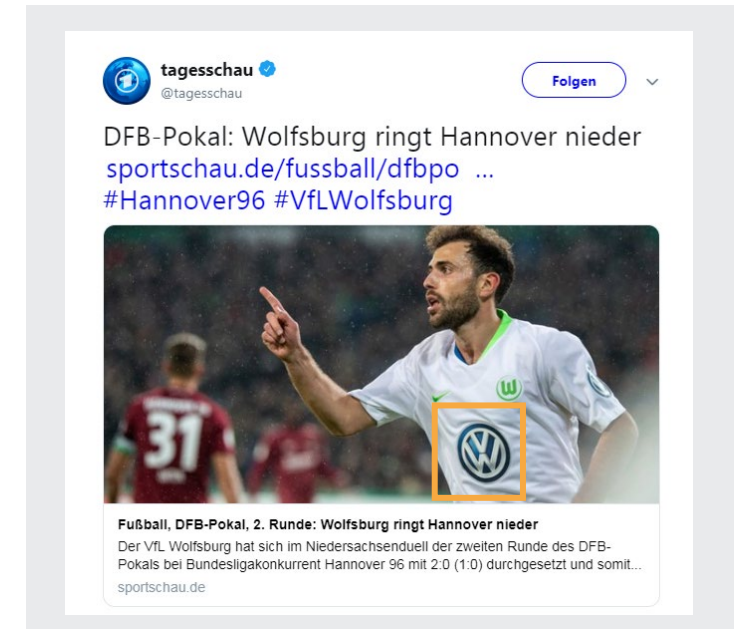 tagesschau
@tagesschau
Folgen
DFB-Pokal: Wolfsburg ringt Hannover nieder
sportschau.de/fussball/dfbpo ...
#Hannover96 #VfLWolfsburg
31
W
VW
Fußball, DFB-Pokal, 2. Runde: Wolfsburg ringt Hannover nieder
Der VfL Wolfsburg hat sich im Niedersachsenduell der zweiten Runde des DFB-
Pokals bei Bundesligakonkurrent Hannover 96 mit 2:0 (1:0) durchgesetzt und somit...
sportschau.de